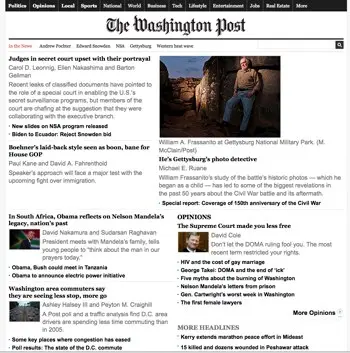 Politics Opinions Local Sports National World Business Tech Lifestyle Entertainment Jobs Real Estate More
The Washington Post
In the News Andrew Foctner Edward Snowden NSA Gettysburg Western heat wave
Judges in secret court upset with their portrayal
Carol D. Leonnig, Ellen Nakashima and Barton
Gellman
Recent leaks of classified documents have pointed
to the role of a special court in enabling the U.S.'s
secret surveillance programs, but members of the
court are chafing at the suggestion that they were
collaborating with the executive branch.
• New slides on NSA program released
• Biden to Ecuador: Reject Snowden bid
Boehner's laid-back style seen as boon, bane for
House GOP
Paul Kane and David A. Fahrenthold
Speaker's approach will face a major test with the
upcoming fight over immigration.
William A. Frassanito at Gettysburg National Military Park. (M.
McClain/Post)
He's Gettysburg's photo detective
Michael E. Ruane
William Frassanito's study of the battle's historic photos — which he
began as a child — has led to some of the biggest revelations in the
past 50 years about the Civil War battle and its aftermath.
• Special report: Coverage of 150th anniversary of the Civil War
In South Africa, Obama reflects on Nelson Mandela's
legacy, nation's past
David Nakamura and Sudarsan Raghavan
President meets with Mandela's family, tells
young people to "think about the man in your
prayers today."
• Obama, Bush could meet in Tanzania
• Obama to announce electric power initiative
Washington area commuters say
they are seeing less stop, more go
Ashley Halsey III and Peyton M. Craighill
A Post poll and a traffic analysis find D.C. area
drivers are spending less time commuting than
in 2005.
• Some key places where congestion has eased
• Poll results: The state of the D.C. commute
OPINIONS
The Supreme Court made you less free
David Cole
Don't let the DOMA ruling fool you. The most
recent term restricted your rights.
• HIV and the cost of gay marriage
• George Takei: DOMA and the end of 'ick'
• Five myths about the burning of Washington
• Nelson Mandela's letters from prison
• Gen. Cartwright's worst week in Washington
• The first female lawyers
More Opinions
MORE HEADLINES
• Kerry extends marathon peace effort in Mideast
• 15 killed and dozens wounded in Peshawar attack